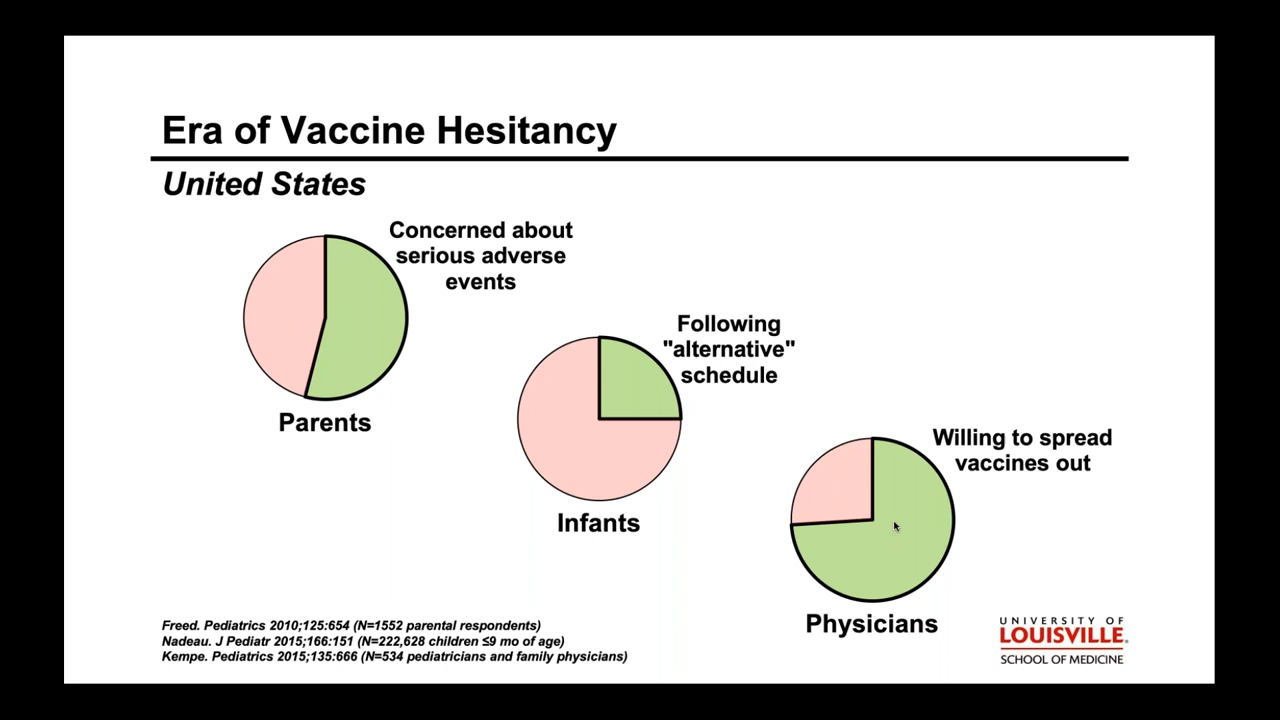 Era of Vaccine Hesitancy
United States
Concerned about
serious adverse
events
Parents
Following
"alternative"
schedule
Infants
Willing to spread
vaccines out
Physicians
Freed. Pediatrics 2010;125:654 (N=1552 parental respondents)
Nadeau. J Pediatr 2015;166:151 (N=222,628 children ≤9 mo of age)
Kempe. Pediatrics 2015;135:666 (N=534 pediatricians and family physicians)
UNIVERSITY OF
LOUISVILLE.
SCHOOL OF MEDICINE